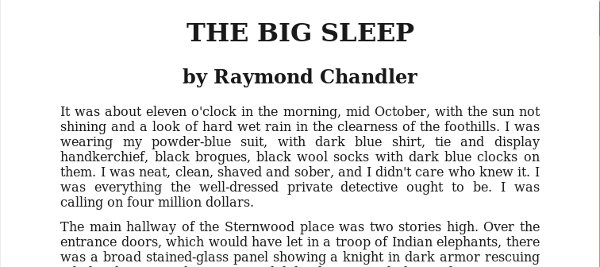 THE BIG SLEEP
by Raymond Chandler
It was about eleven o'clock in the morning, mid October, with the sun not
shining and a look of hard wet rain in the clearness of the foothills. I was
wearing my powder-blue suit, with dark blue shirt, tie and display
handkerchief, black brogues, black wool socks with dark blue clocks on
them. I was neat, clean, shaved and sober, and I didn't care who knew it. I
was everything the well-dressed private detective ought to be. I was
calling on four million dollars.
The main hallway of the Sternwood place was two stories high. Over the
entrance doors, which would have let in a troop of Indian elephants, there
was a broad stained-glass panel showing a knight in dark armor rescuing